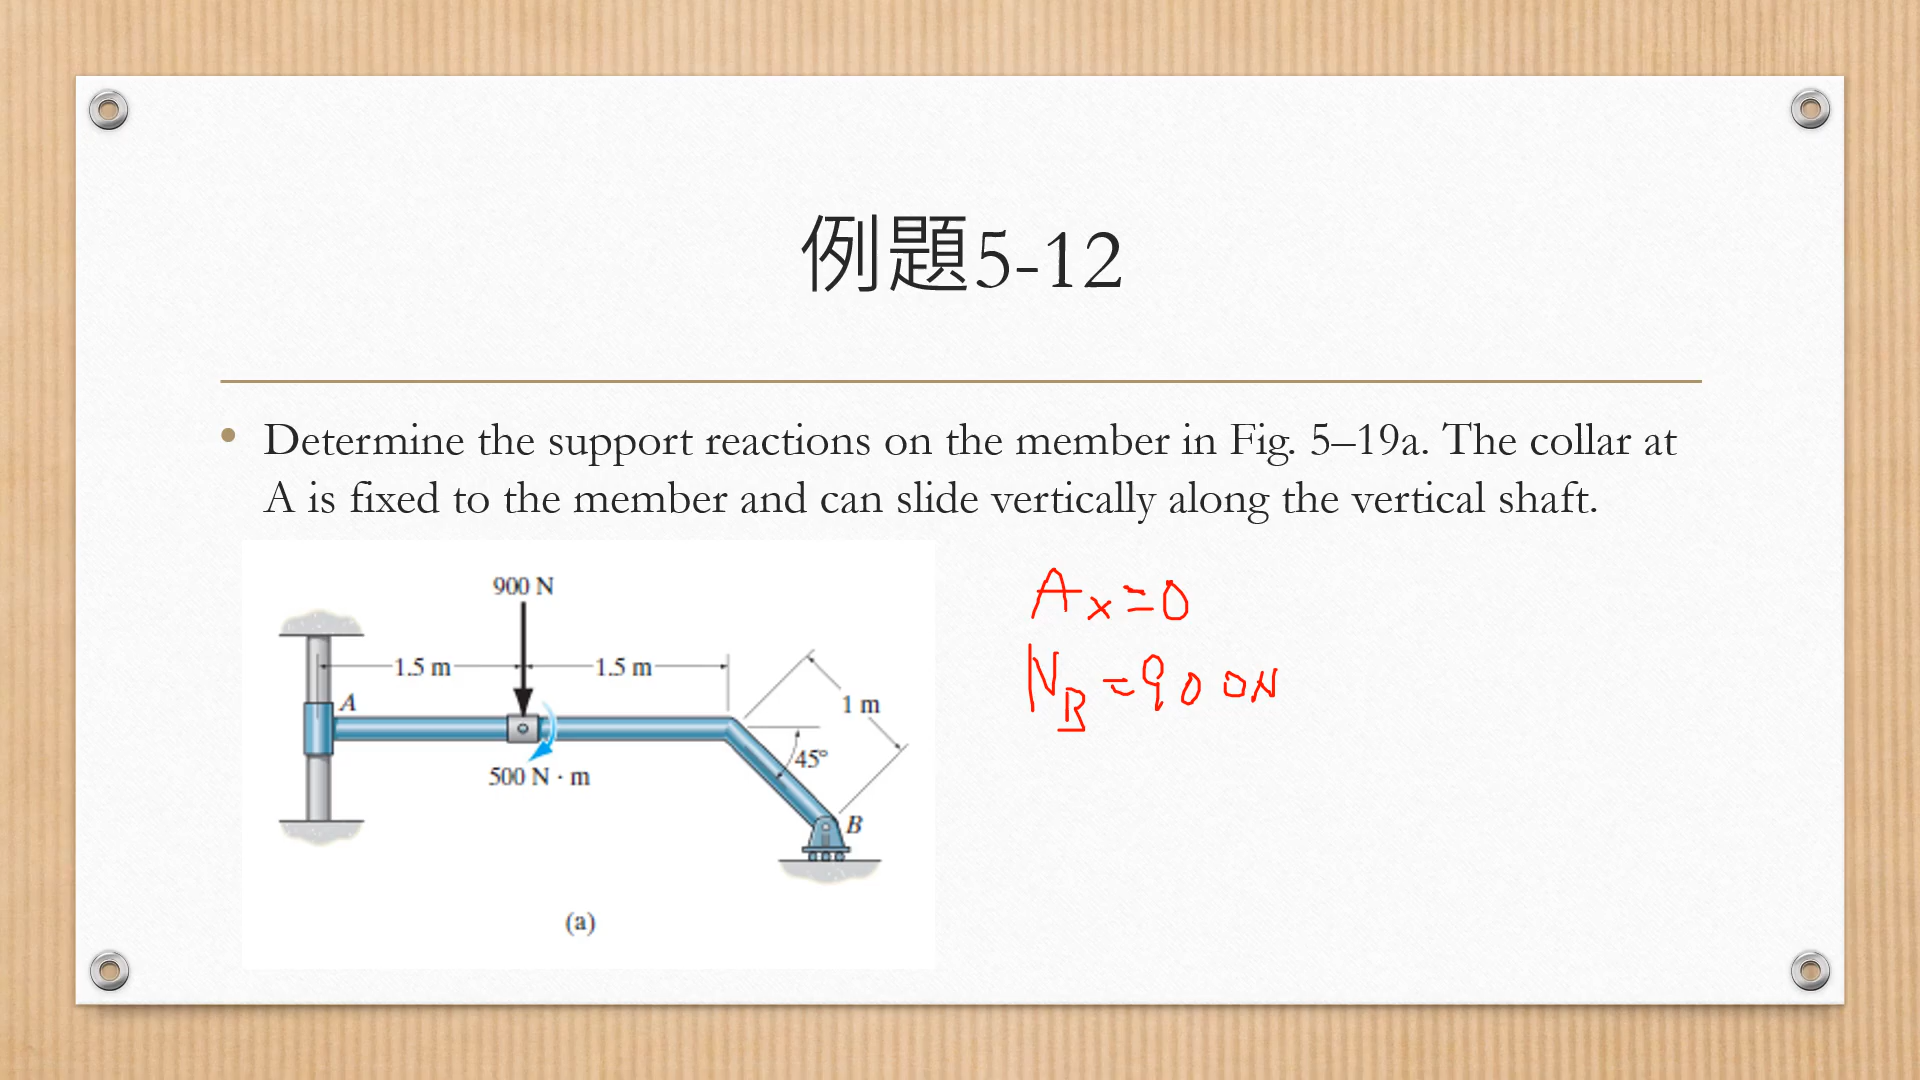 例題5-12
• Determine the support reactions on the member in Fig. 5–19a. The collar at
A is fixed to the member and can slide vertically along the vertical shaft.
900 N
1.5 m 1.5 m
A
1 m
45°
500 N · m
B
(a)
Ax=0
NB=900N